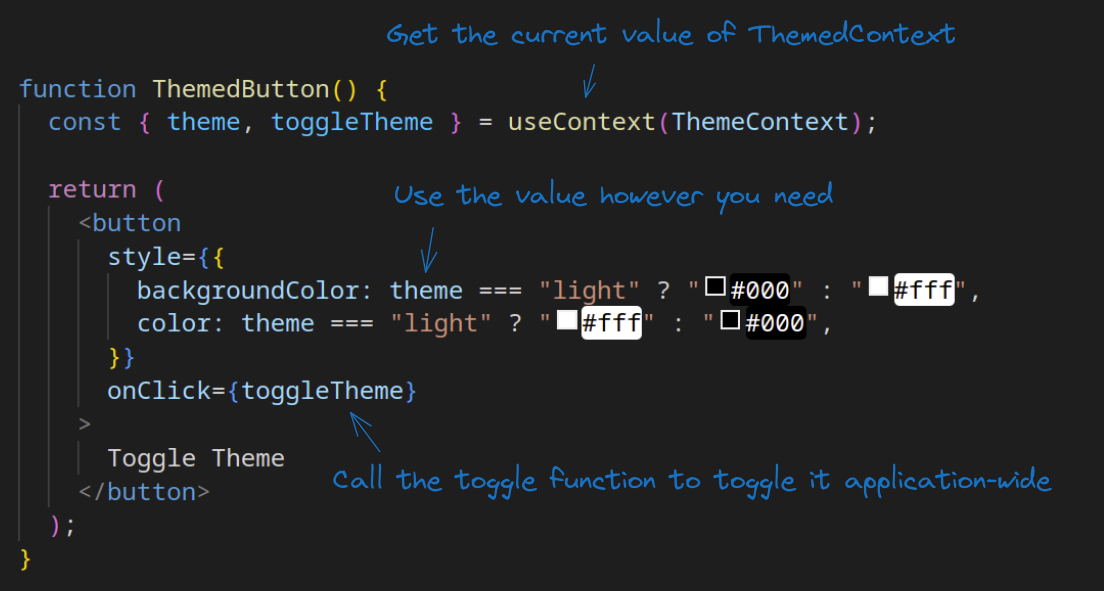 Get the current value of ThemedContext
function ThemedButton() {
const { theme, toggleTheme } = useContext(ThemeContext);
return (
Use the value however you need
<button
style={{
backgroundColor: theme === "light" ? "#000" : "#fff",
color: theme === "light" ? "#fff" : "#000",
}}
onClick={toggleTheme}
>
Toggle Theme
Call the toggle function to toggle it application-wide
</button>
);
}